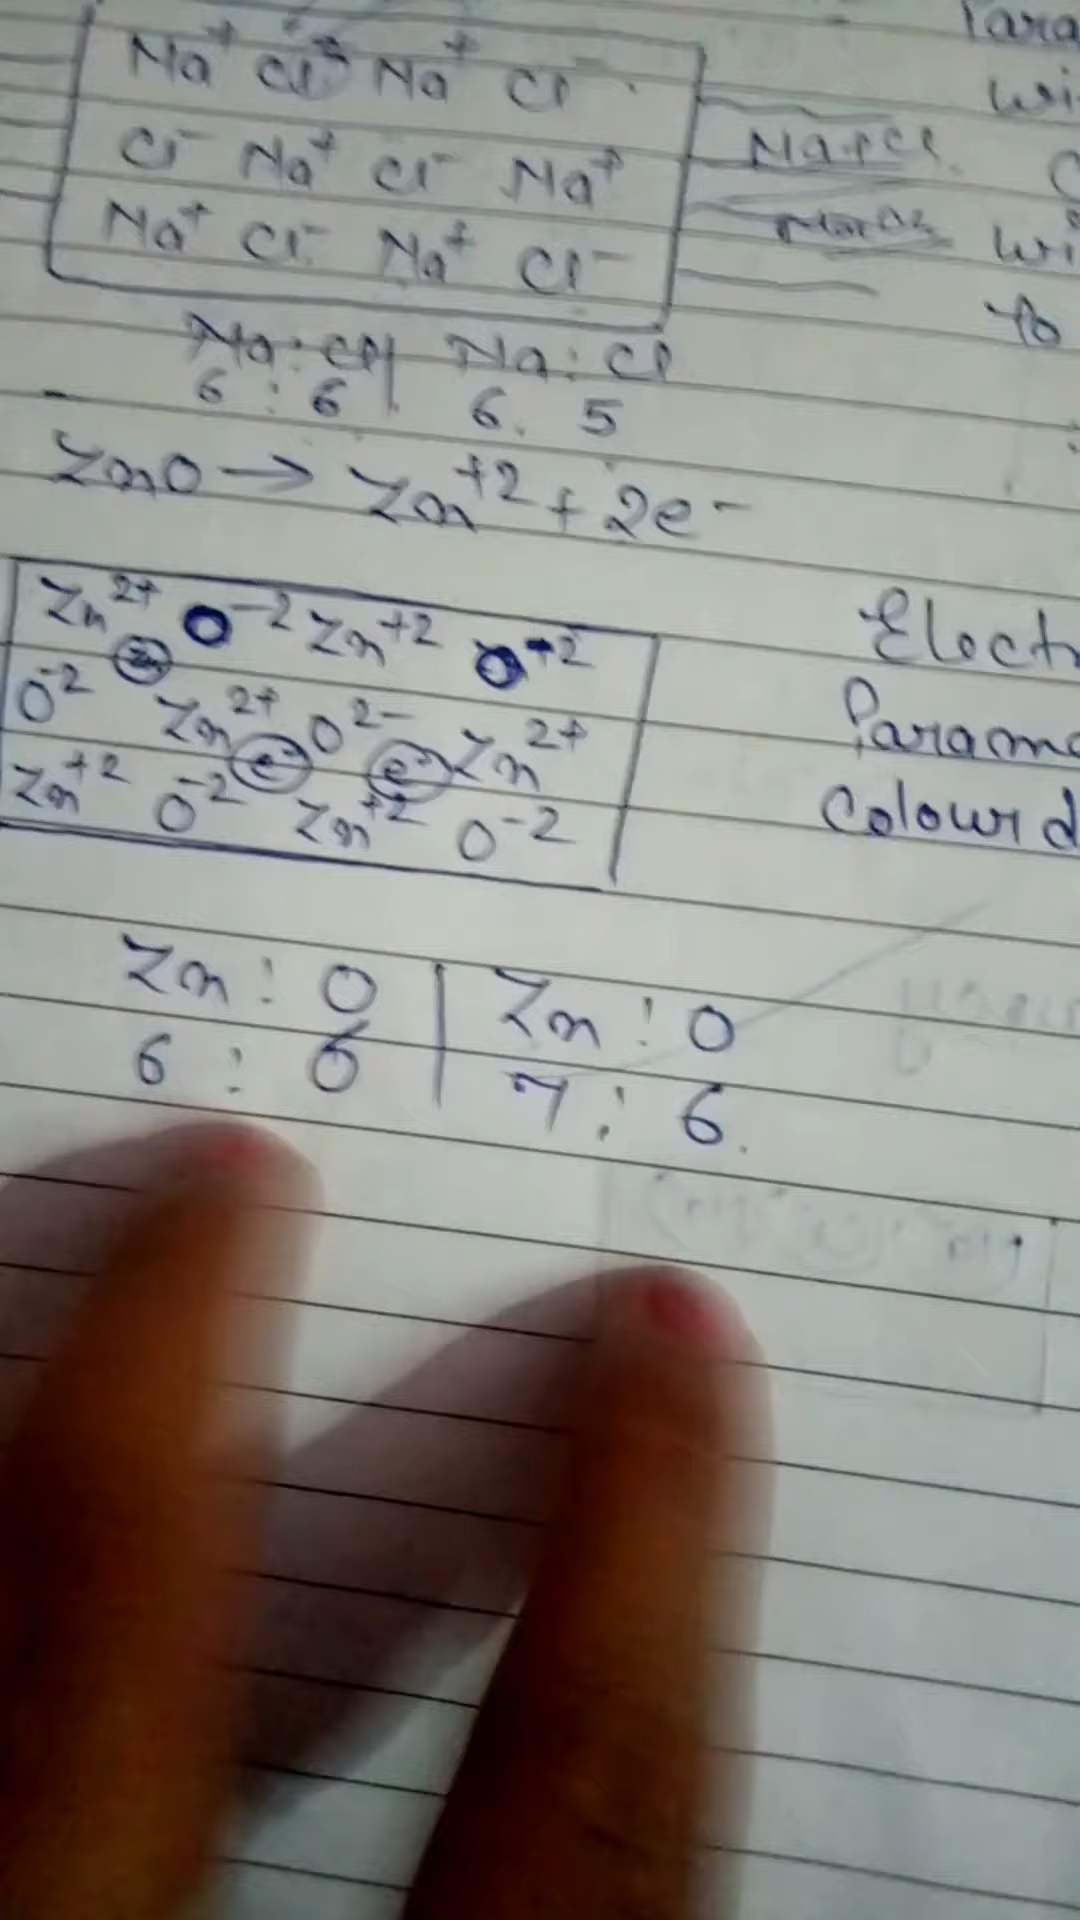 Na⁺ Cl⁻ Na⁺ Cl⁻
Cl⁻ Na⁺ Cl⁻ Na⁺
Na⁺ Cl⁻ Na⁺ Cl⁻
Na : Cl | Na : Cl
6 : 6 | 6 . 5
to
ZnO → Zn⁺² + 2e⁻
Zn²⁺ O⁻² Zn⁺² O⁻²
O⁻² Zn²⁺ O²⁻ Zn²⁺
e⁻ e⁻
Zn⁺² O⁻² Zn⁺² O⁻²
Elect
Parama
Colour d
Zn : O | Zn : O
6 : 6 | 7 : 6.